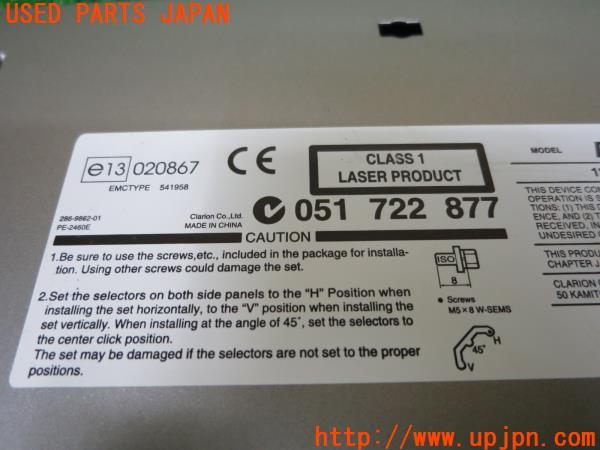 USED PARTS JAPAN
e13 020867
EMCTYPE 541958
CE
CLASS 1
LASER PRODUCT
MODEL
286-9862-01
PE-2460E
Clarion Co.,Ltd.
MADE IN CHINA
051 722 877
THIS DEVICE
OPERATION IS
TIONS: (1) THIS
ENCE, AND (2)
RECEIVED,
UNDESIRED
CAUTION
1.Be sure to use the screws,etc., included in the package for installa-
tion. Using other screws could damage the set.
ISO
8
THIS PRODU
CHAPTER
CLARION
50 KAMIT
2.Set the selectors on both side panels to the "H" Position when
installing the set horizontally, to the "V" position when installing the
set vertically. When installing at the angle of 45°, set the selectors to
the center click position.
The set may be damaged if the selectors are not set to the proper
positions.
● Screws
M5×8 W-SEMS
H
45°
V
UPJ
http://www.upjpn.com/